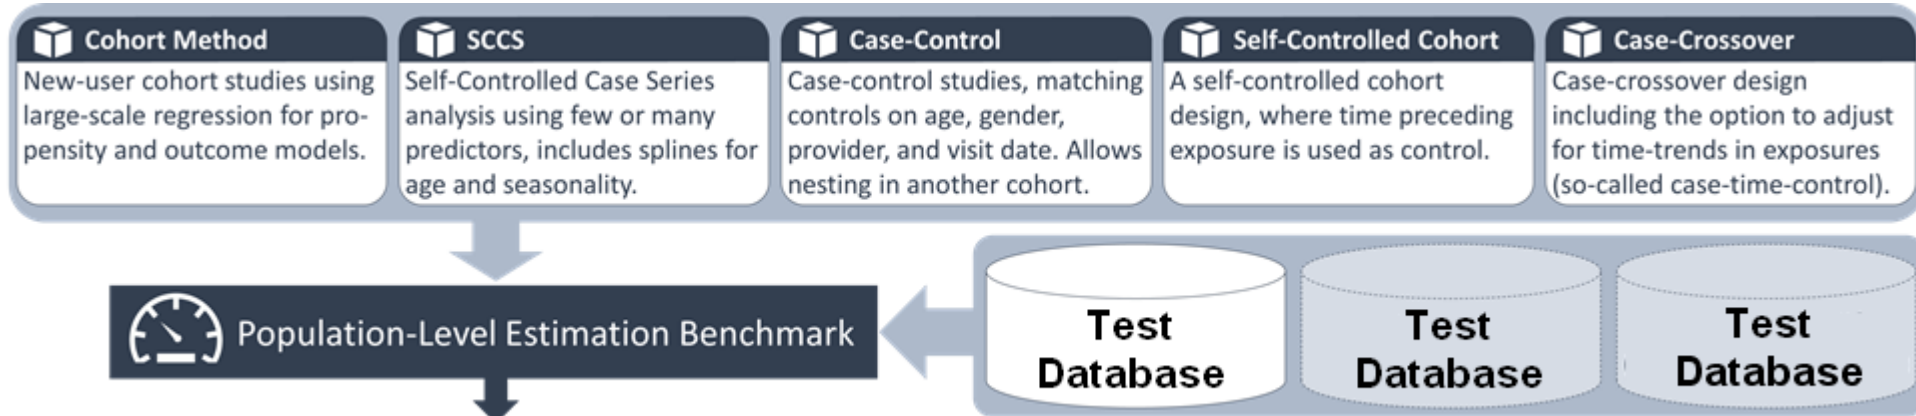 Cohort Method
New-user cohort studies using
large-scale regression for pro-
pensity and outcome models.
SCCS
Self-Controlled Case Series
analysis using few or many
predictors, includes splines for
age and seasonality.
Case-Control
Case-control studies, matching
controls on age, gender,
provider, and visit date. Allows
nesting in another cohort.
Self-Controlled Cohort
A self-controlled cohort
design, where time preceding
exposure is used as control.
Case-Crossover
Case-crossover design
including the option to adjust
for time-trends in exposures
(so-called case-time-control).
Population-Level Estimation Benchmark
Test
Database
Test
Database
Test
Database